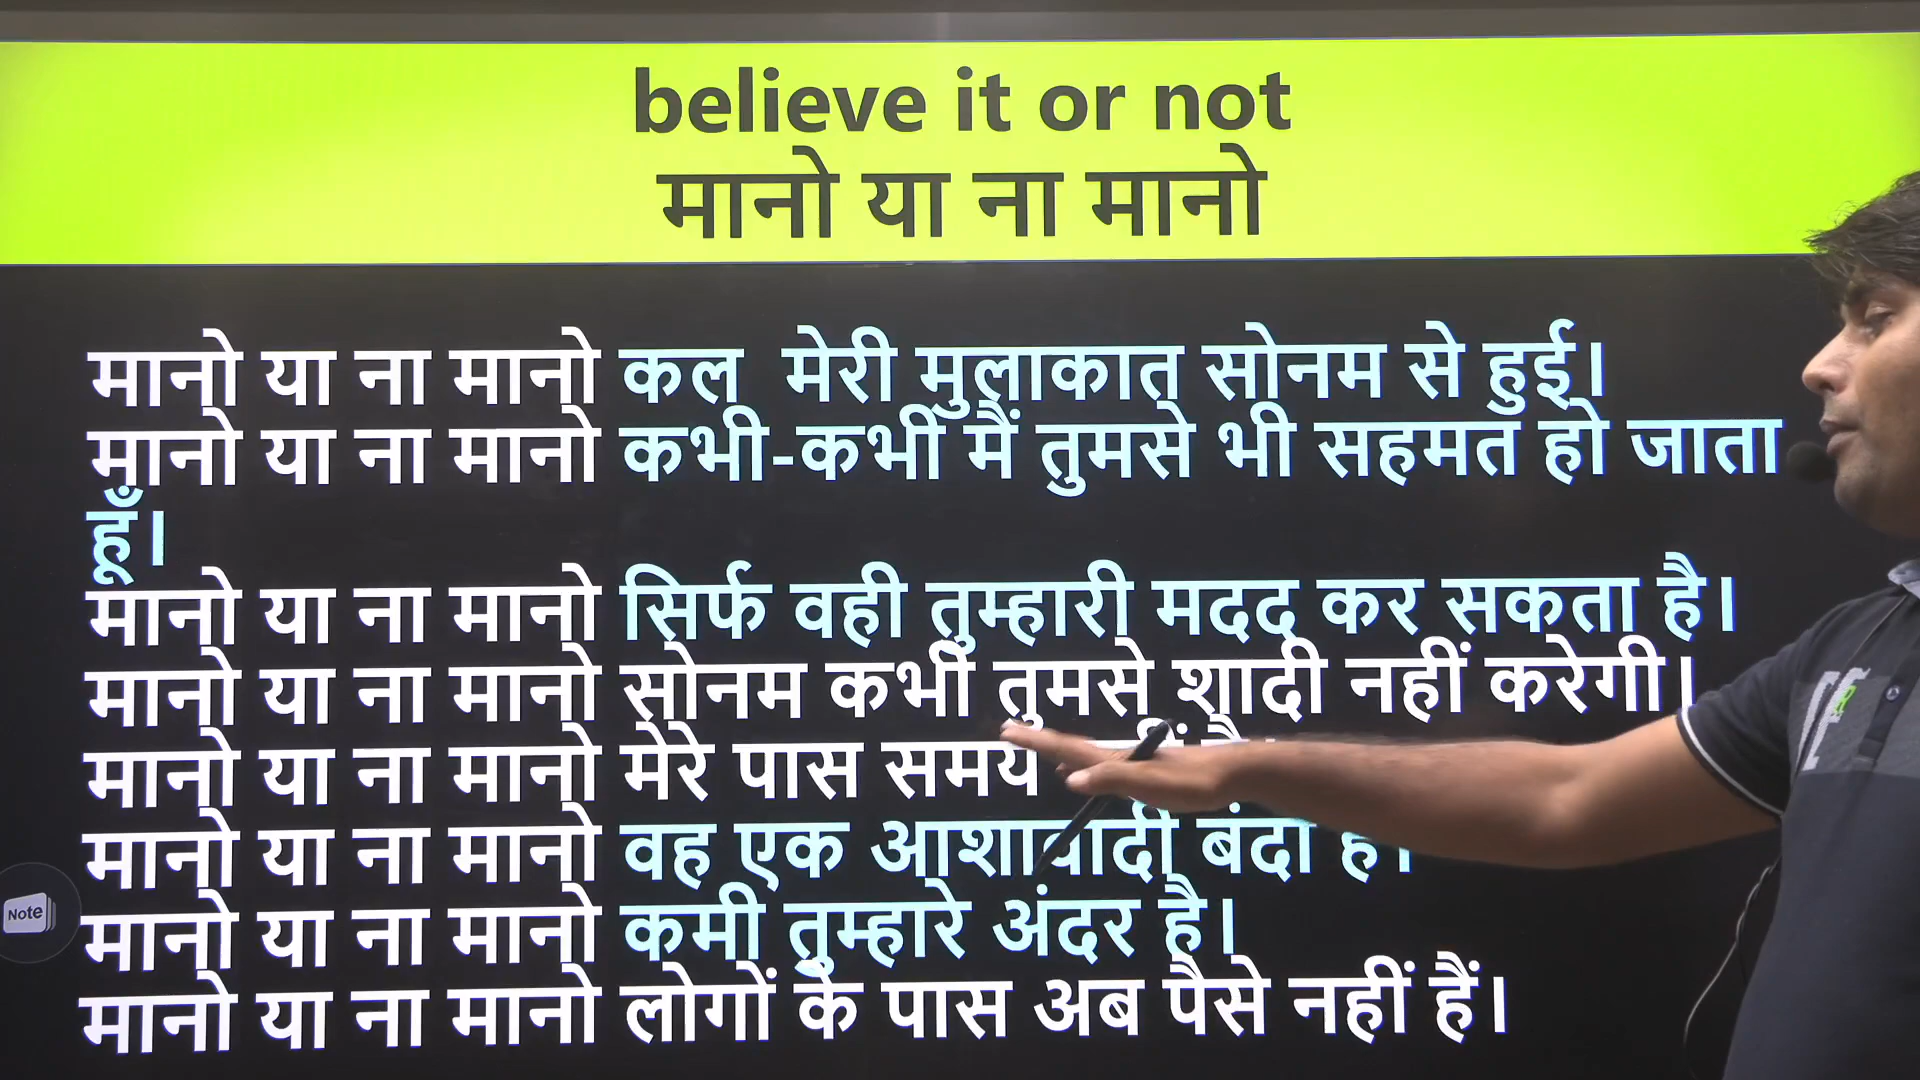 believe it or not
मानो या ना मानो
मानो या ना मानो कल मेरी मुलाकात सोनम से हुई।
मानो या ना मानो कभी-कभी मैं तुमसे भी सहमत हो जाता
हूँ।
मानो या ना मानो सिर्फ वही तुम्हारी मदद कर सकता है।
मानो या ना मानो सोनम कभी तुमसे शादी नहीं करेगी।
मानो या ना मानो मेरे पास समय
मानो या ना मानो वह एक आशावादी बंदा है।
मानो या ना मानो कमी तुम्हारे अंदर है।
मानो या ना मानो लोगों के पास अब पैसे नहीं हैं।
Note